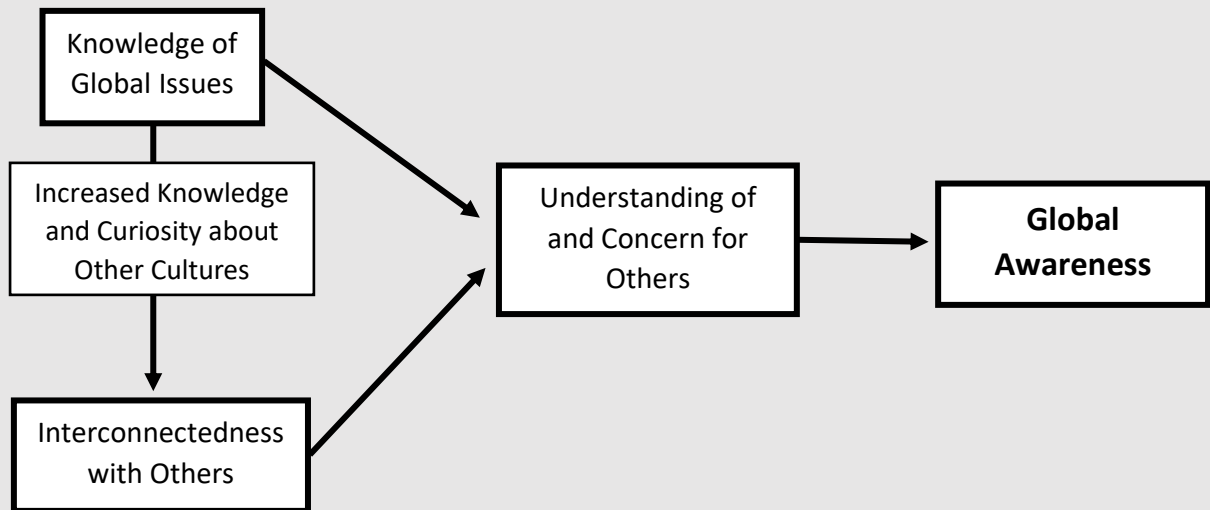 Knowledge of
Global Issues
Increased Knowledge
and Curiosity about
Other Cultures
Interconnectedness
with Others
Understanding of
and Concern for
Others
Global
Awareness